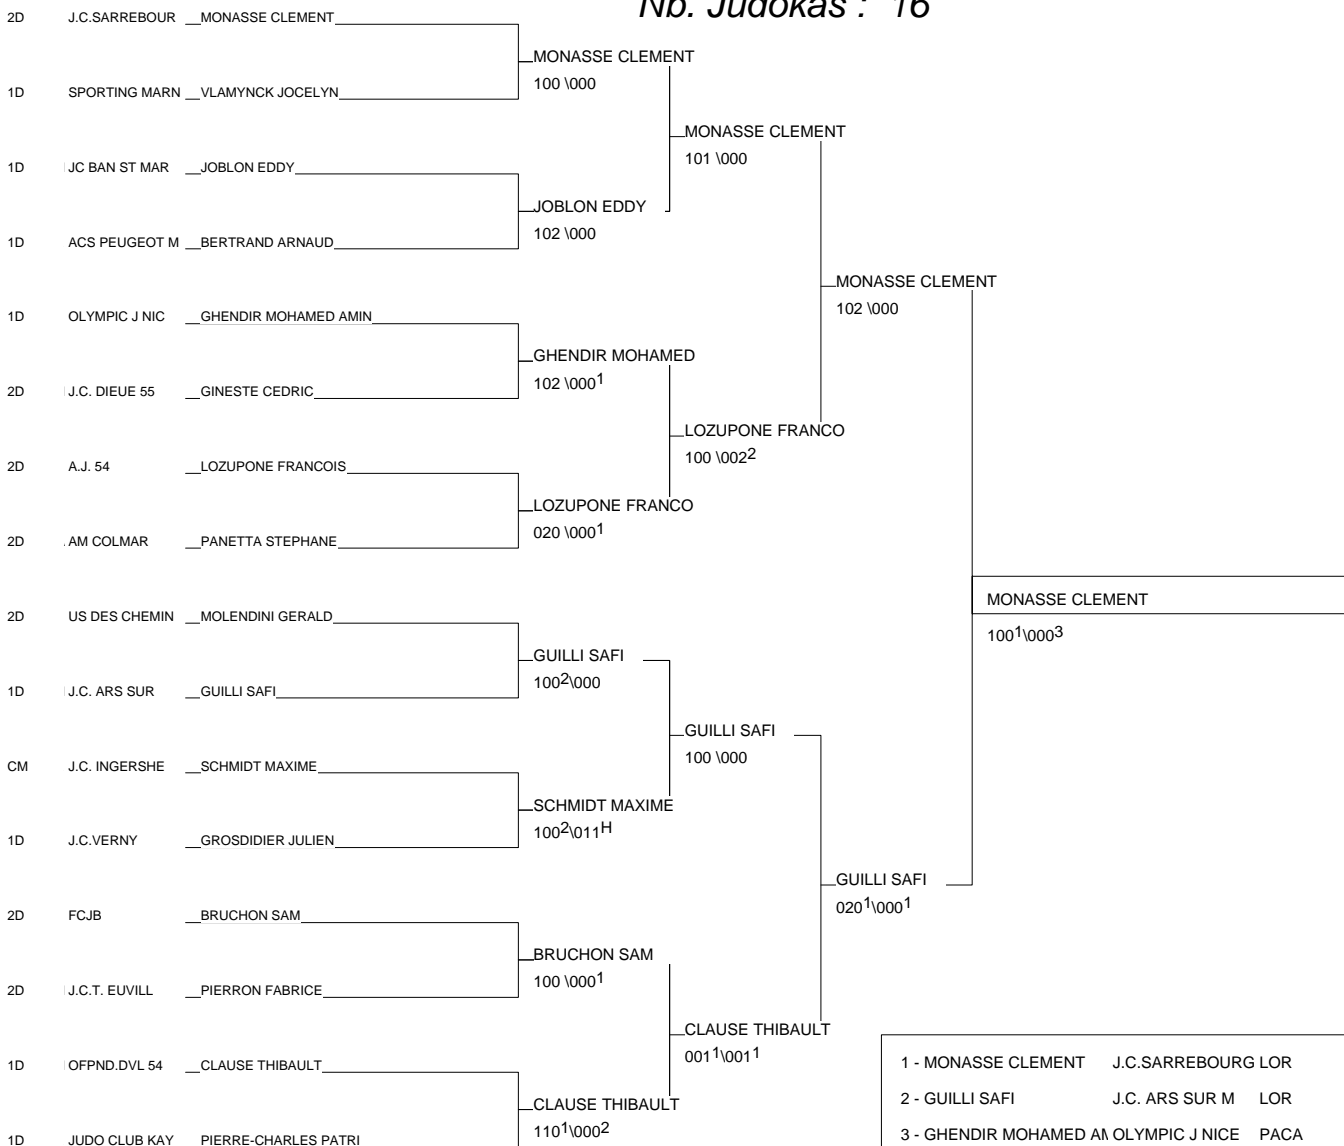 Nb. Judokas : 16
2D J.C.SARREBOUR MONASSE CLEMENT
MONASSE CLEMENT
100 \000
1D SPORTING MARN VLAMYNCK JOCELYN
MONASSE CLEMENT
101 \000
1D JC BAN ST MAR JOBLON EDDY
JOBLON EDDY
102 \000
1D ACS PEUGEOT M BERTRAND ARNAUD
MONASSE CLEMENT
102 \000
1D OLYMPIC J NIC GHENDIR MOHAMED AMIN
GHENDIR MOHAMED
102 \0001
2D J.C. DIEUE 55 GINESTE CEDRIC
LOZUPONE FRANCO
100 \0022
2D A.J. 54 LOZUPONE FRANCOIS
LOZUPONE FRANCO
020 \0001
2D AM COLMAR PANETTA STEPHANE
MONASSE CLEMENT
1001\0003
2D US DES CHEMIN MOLENDINI GERALD
GUILLI SAFI
1002\000
1D J.C. ARS SUR GUILLI SAFI
GUILLI SAFI
100 \000
CM J.C. INGERSHE SCHMIDT MAXIME
SCHMIDT MAXIME
1002\011H
1D J.C.VERNY GROSDIDIER JULIEN
GUILLI SAFI
0201\0001
2D FCJB BRUCHON SAM
BRUCHON SAM
100 \0001
2D J.C.T. EUVILL PIERRON FABRICE
CLAUSE THIBAULT
0011\0011
1D OFPND.DVL 54 CLAUSE THIBAULT
CLAUSE THIBAULT
1101\0002
1D JUDO CLUB KAY PIERRE-CHARLES PATRI
1 - MONASSE CLEMENT J.C.SARREBOURG LOR
2 - GUILLI SAFI J.C. ARS SUR M LOR
3 - GHENDIR MOHAMED AM OLYMPIC J NICE PACA